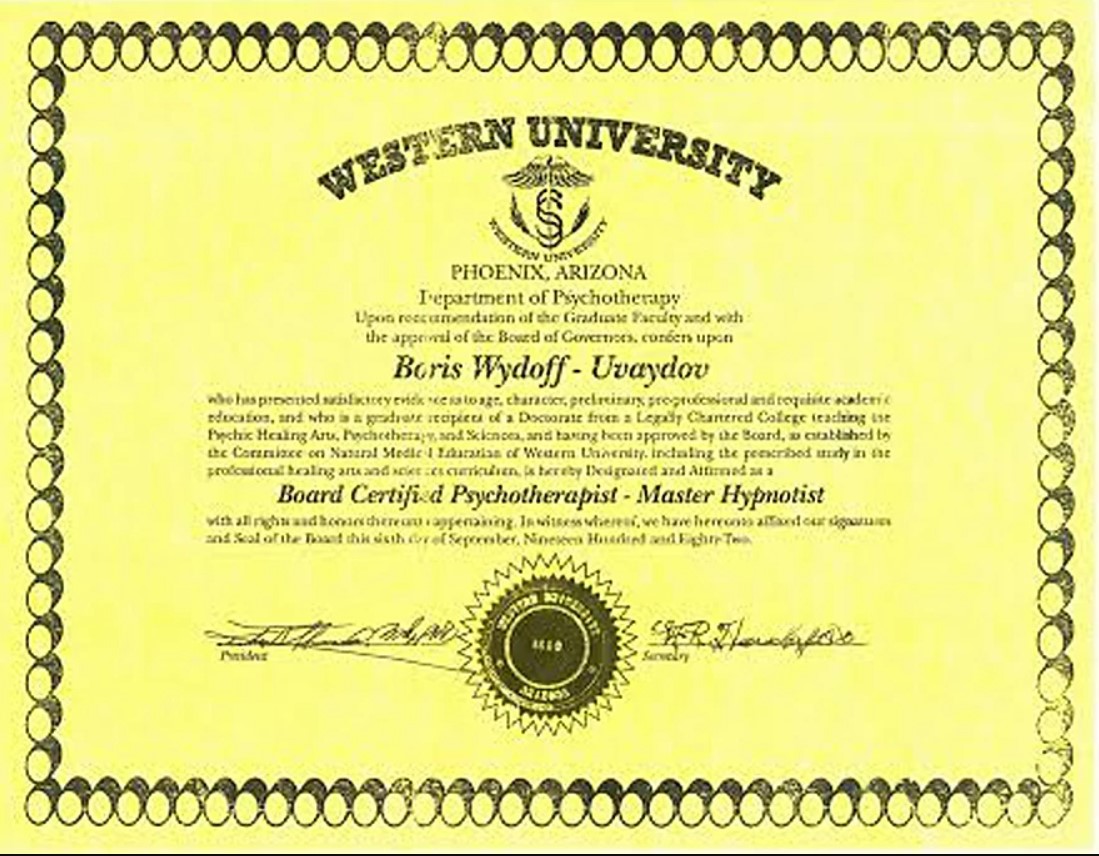 WESTERN UNIVERSITY
WESTERN UNIVERSITY
PHOENIX, ARIZONA
Department of Psychotherapy
Upon reccomendation of the Graduate Faculty and with
the approval of the Board of Governors, confers upon
Boris Wydoff - Uvaydov
who has presented satisfactory evidence as to age, character, preliminary, pre-professional and requisite academic
education, and who is a graduate recipient of a Doctorate from a Legally Chartered College teaching the
Psychic Healing Arts, Psychotherapy, and Sciences, and having been approved by the Board, as established by
the Committee on Natural Medical Education of Western University, including the prescribed study in the
professional healing arts and sciences curriculum, is hereby Designated and Affirmed as a
Board Certified Psychotherapist - Master Hypnotist
with all rights and honors thereunto appertaining. In witness whereof, we have hereunto affixed our signatures
and Seal of the Board this sixth day of September, Nineteen Hundred and Eighty-Two.
WESTERN UNIVERSITY
President
Secretary